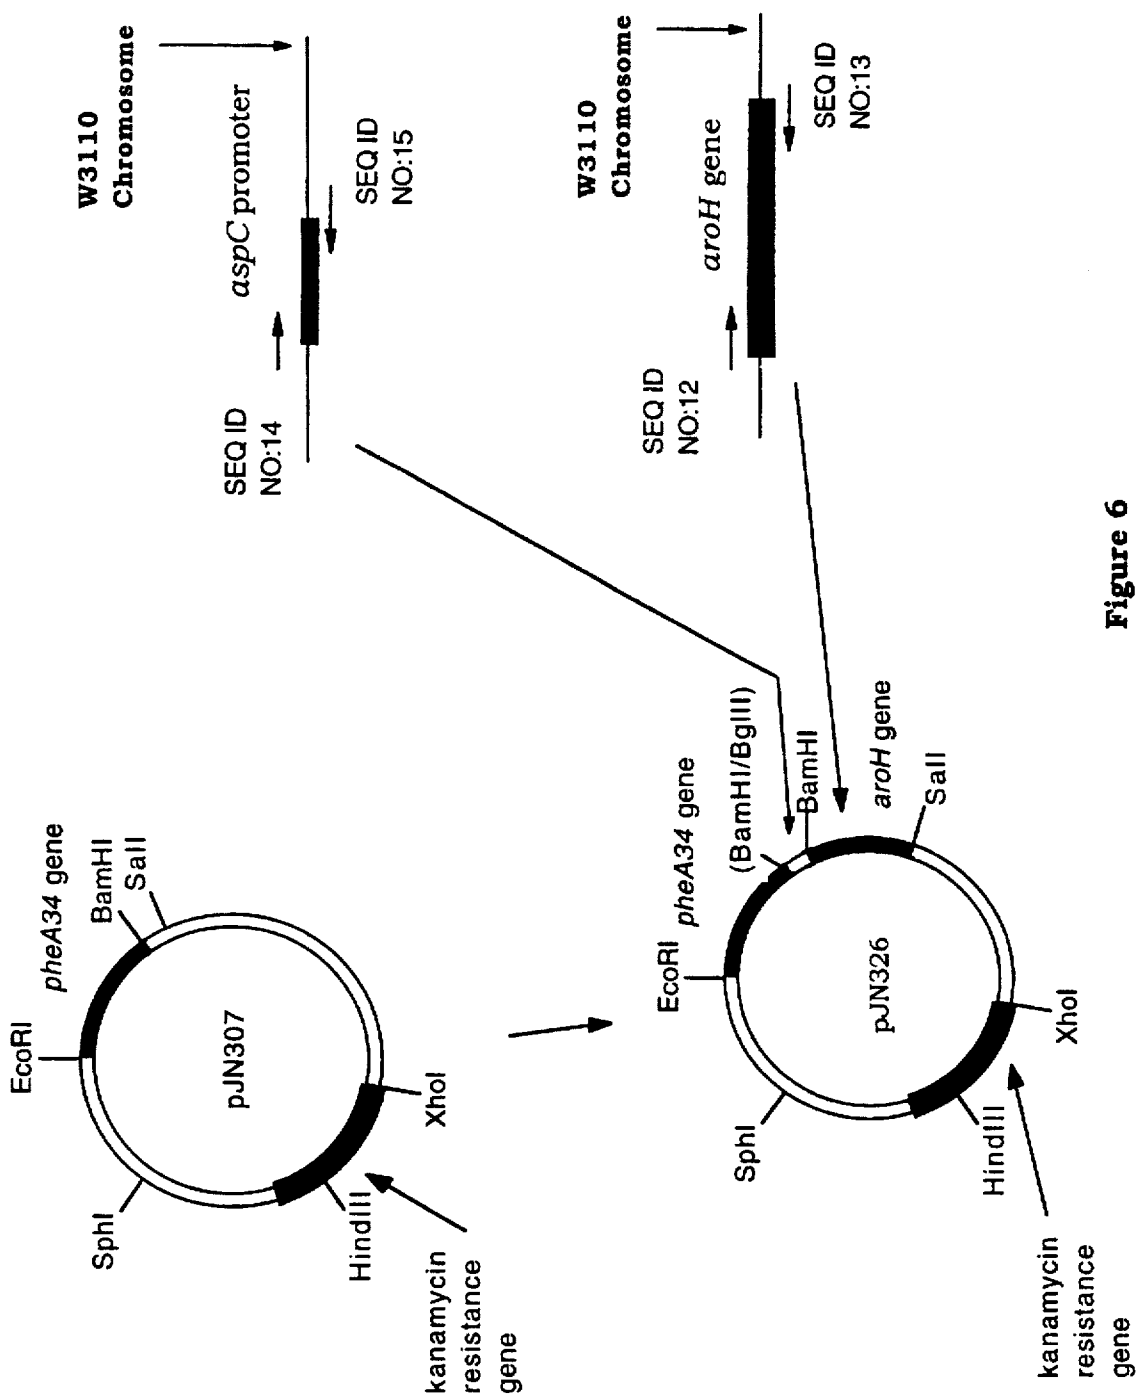 W3110
Chromosome
aspC promoter
SEQ ID
NO:14
SEQ ID
NO:15
W3110
Chromosome
aroH gene
SEQ ID
NO:12
SEQ ID
NO:13
EcoRI
pheA34 gene
BamHI
SalI
pJN307
SphI
HindIII
XhoI
kanamycin
resistance
gene
EcoRI
pheA34 gene
(BamHI/BglII)
BamHI
aroH gene
SalI
pJN326
SphI
HindIII
XhoI
kanamycin
resistance
gene
Figure 6